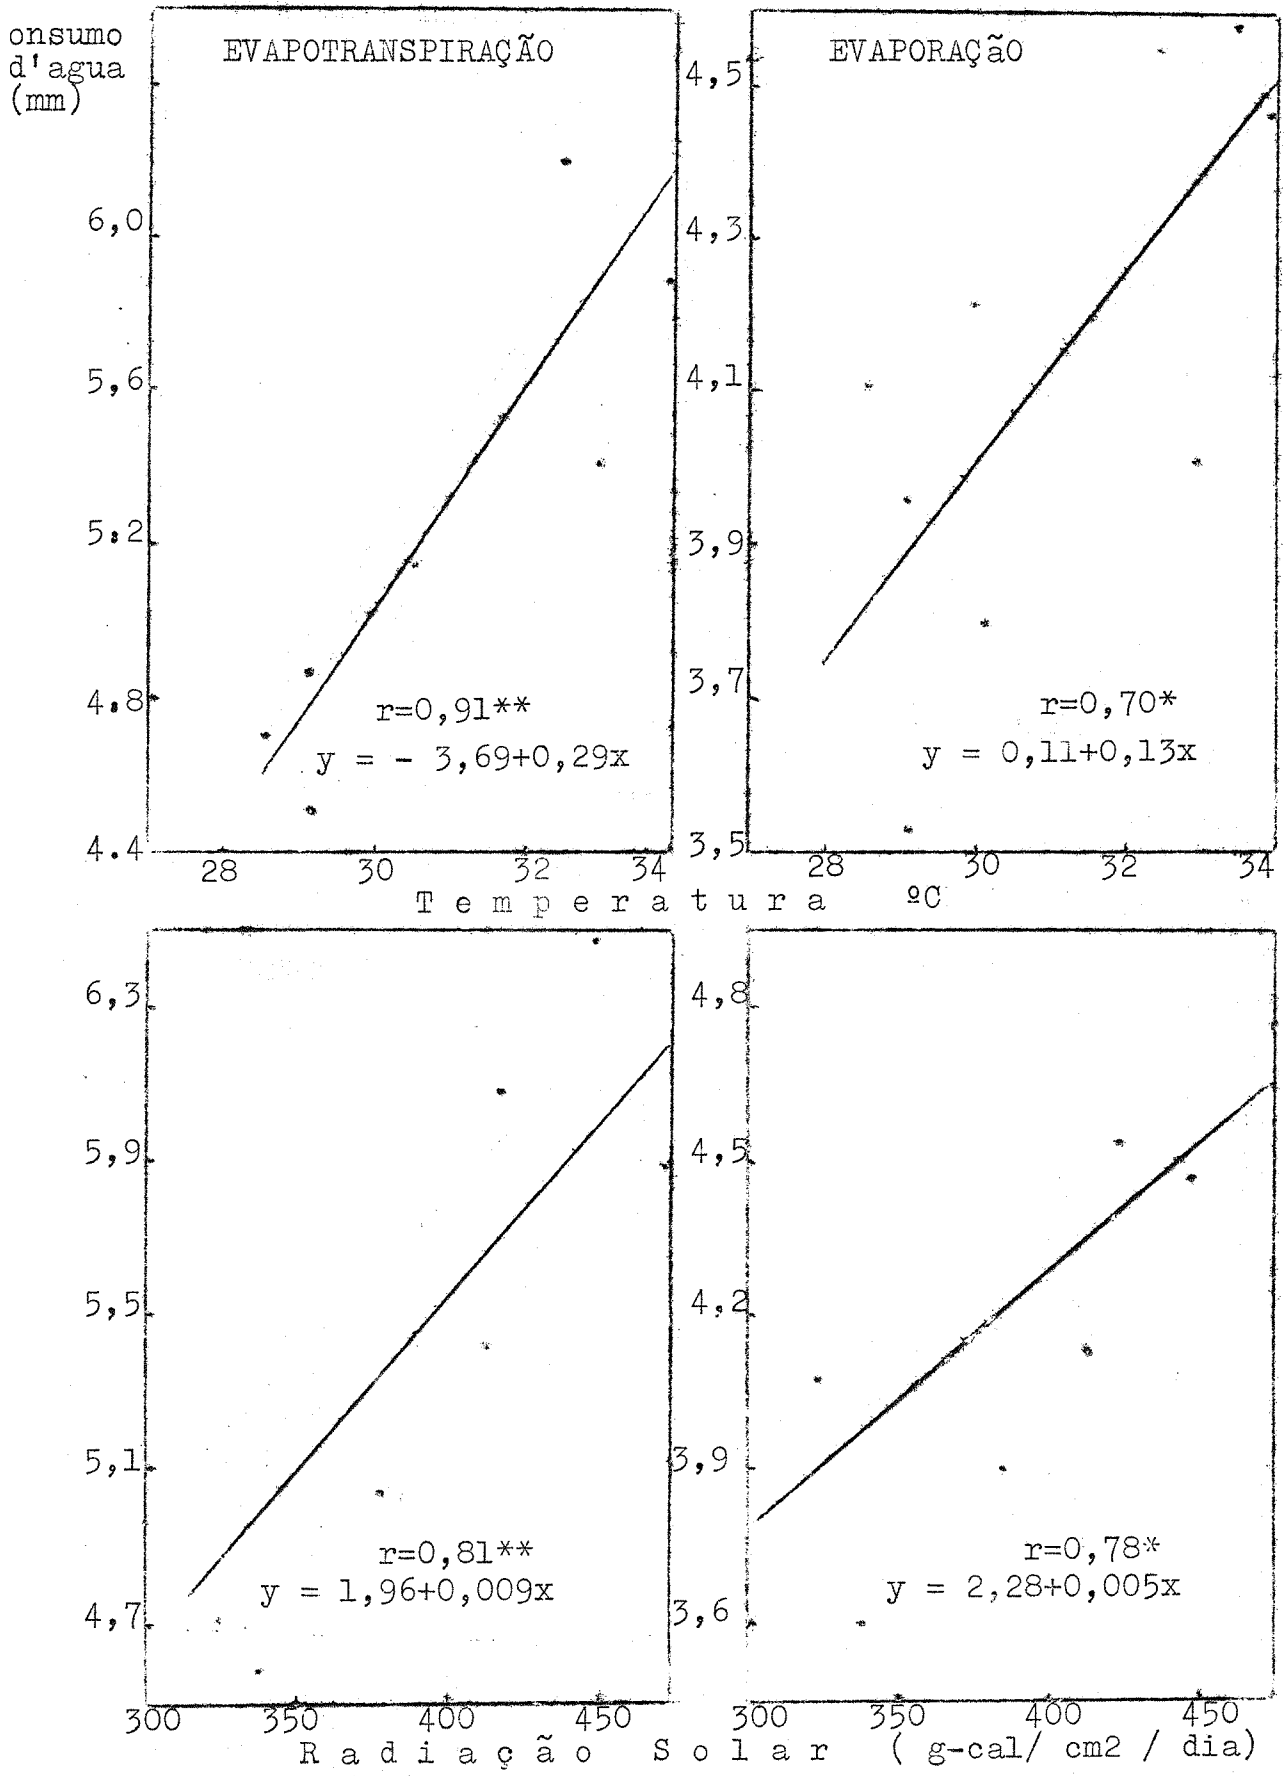 onsumo
d'agua
(mm)
EVAPOTRANSPIRAÇÃO
6,0
5,6
5:2
4:8
4.4
r=0,91**
y = - 3,69+0,29x
28 30 32 34
EVAPORAÇãO
4,5
4,3
4,1
3,9
3,7
3,5
r=0,70*
y = 0,11+0,13x
28 30 32 34
Temperatura ºC
6,3
5,9
5,5
5,1
4,7
r=0,81**
y = 1,96+0,009x
300 350 400 450
4,8
4,5
4,2
3,9
3,6
r=0,78*
y = 2,28+0,005x
300 350 400 450
Radiação Solar (g-cal/ cm2 / dia)